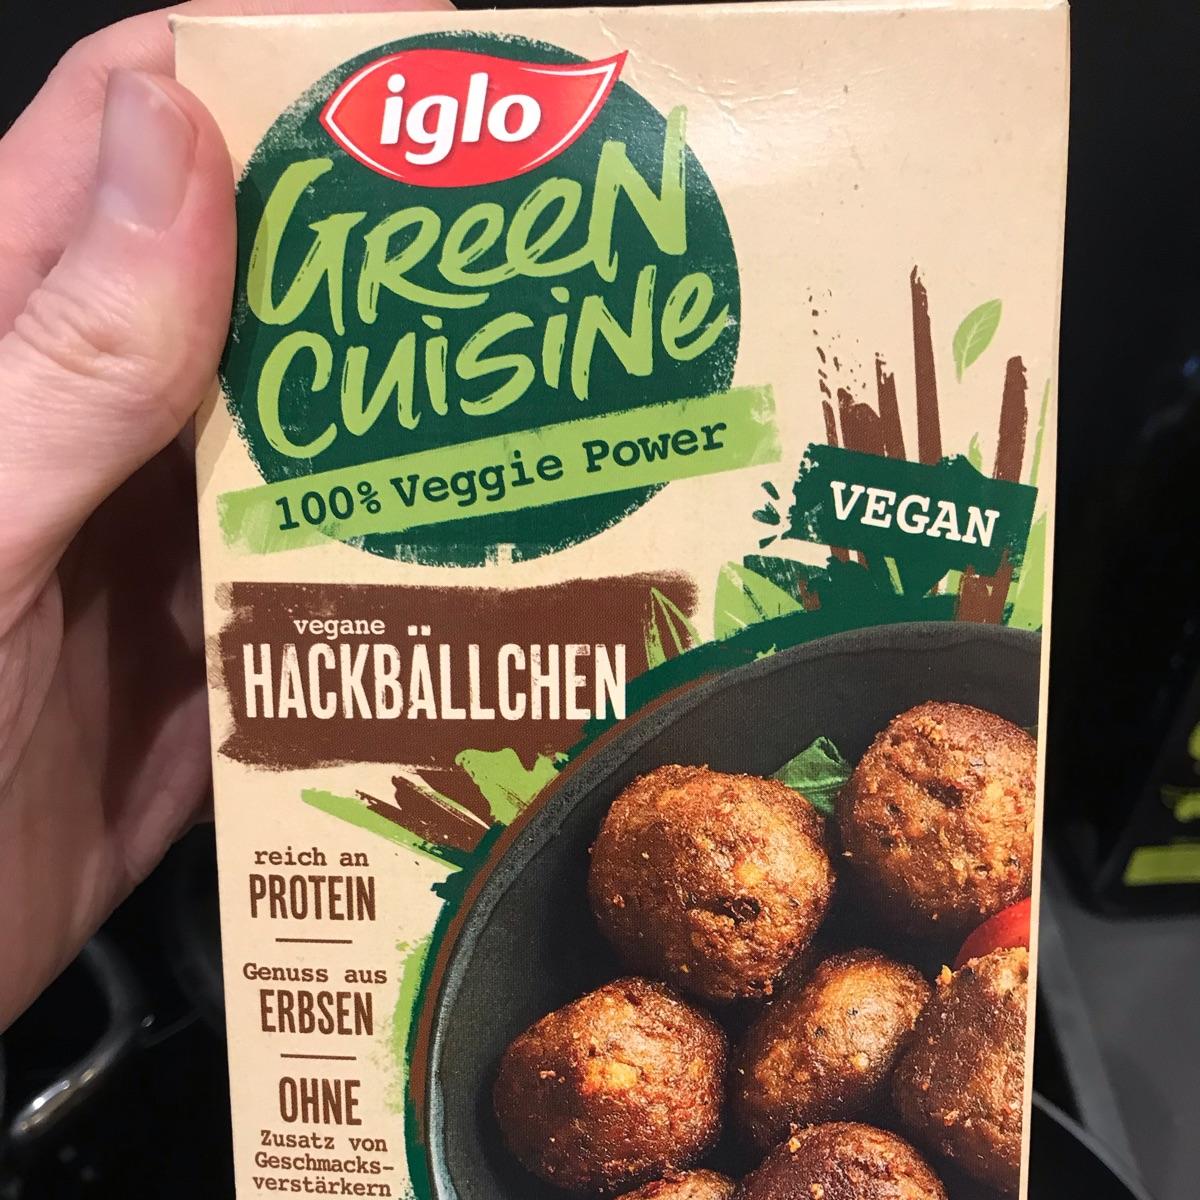 iglo
GREEN
CUISINE
100% Veggie Power
VEGAN
vegane
HACKBÄLLCHEN
reich an
PROTEIN
Genuss aus
ERBSEN
OHNE
Zusatz von
Geschmacks-
verstärkern